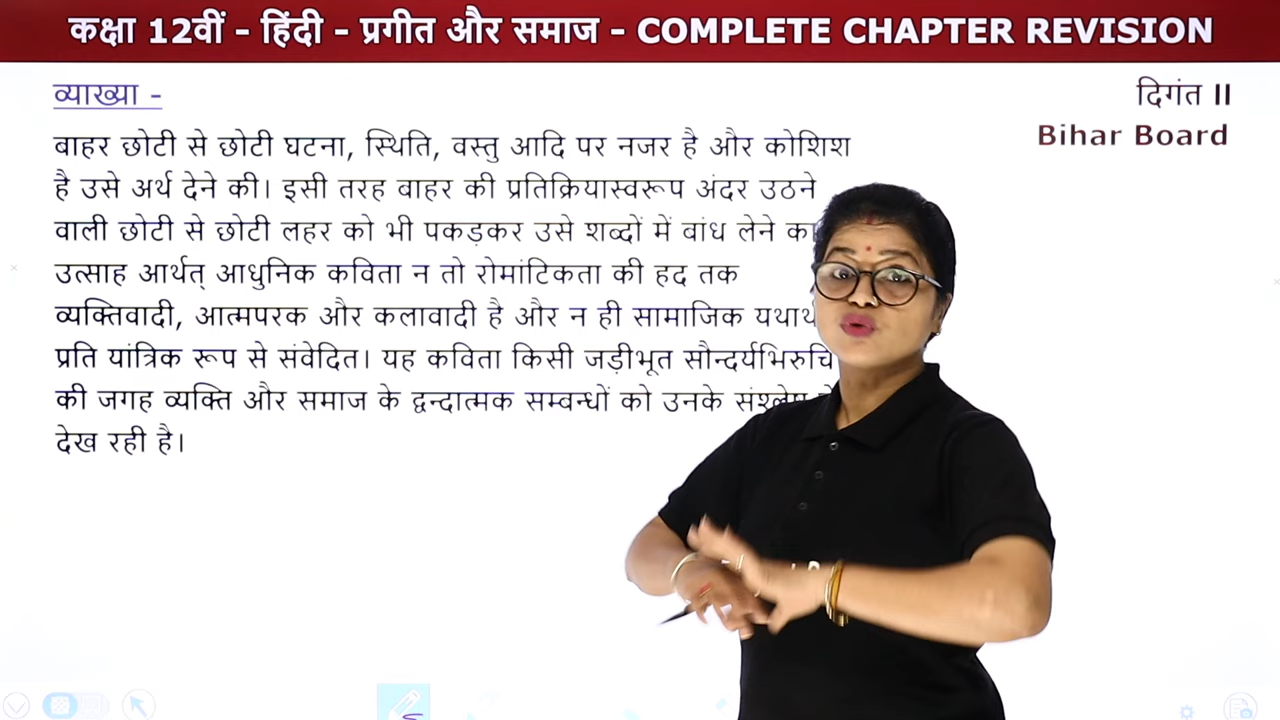 कक्षा 12वीं - हिंदी - प्रगीत और समाज - COMPLETE CHAPTER REVISION
व्याख्या -
दिगंत II
Bihar Board
बाहर छोटी से छोटी घटना, स्थिति, वस्तु आदि पर नजर है और कोशिश
है उसे अर्थ देने की। इसी तरह बाहर की प्रतिक्रियास्वरूप अंदर उठने
वाली छोटी से छोटी लहर को भी पकड़कर उसे शब्दों में बांध लेने का
उत्साह आर्थत् आधुनिक कविता न तो रोमांटिकता की हद तक
व्यक्तिवादी, आत्मपरक और कलावादी है और न ही सामाजिक
प्रति यांत्रिक रूप से संवेदित। यह कविता किसी जड़ीभूत सौन्दर्यभिरुचि
की जगह व्यक्ति और समाज के द्वन्दात्मक सम्बन्धों को उनके
देख रही है।